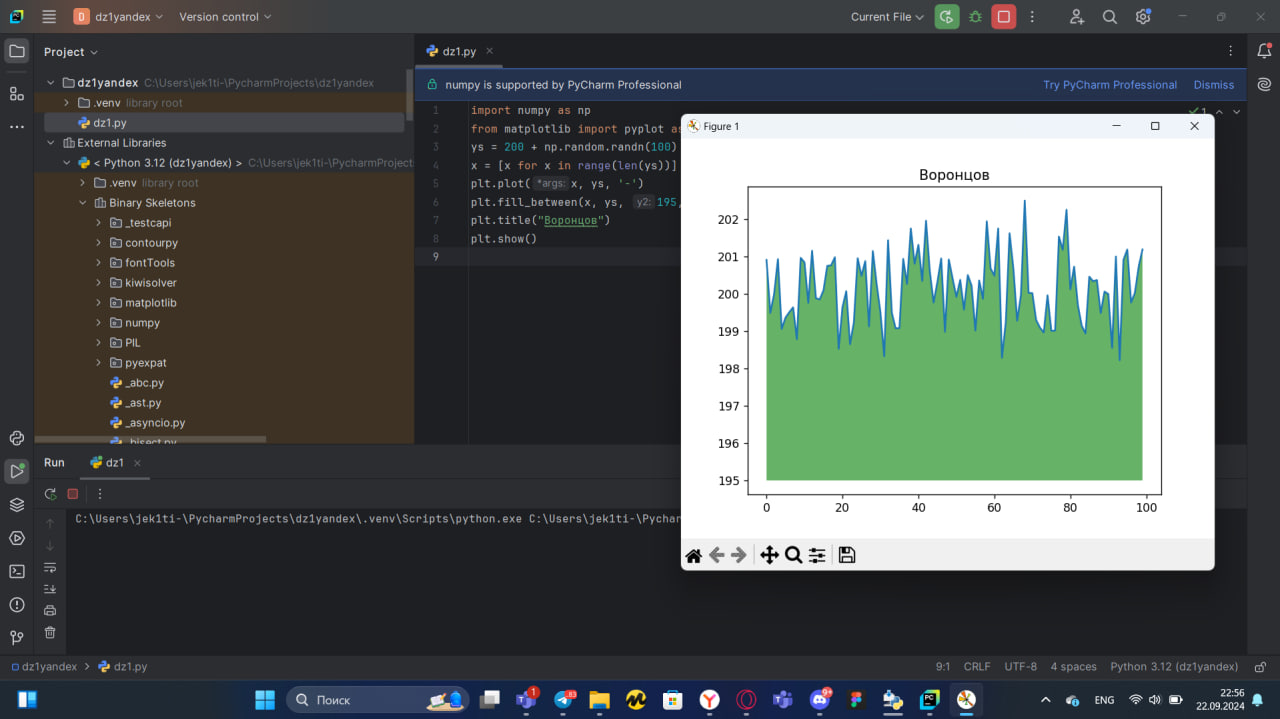 D dz1yandex
Version control
Current File
Project
dz1.py
dz1yandex C:\Users\jek1ti-\PycharmProjects\dz1yandex
.venv library root
dz1.py
External Libraries
< Python 3.12 (dz1yandex) > C:\Users\jek1ti-\PycharmProject
.venv library root
Binary Skeletons
_testcapi
contourpy
fontTools
kiwisolver
matplotlib
numpy
PIL
pyexpat
_abc.py
_ast.py
_asyncio.py
_bisect.py
numpy is supported by PyCharm Professional
Try PyCharm Professional
Dismiss
1 import numpy as np
2 from matplotlib import pyplot as
3 ys = 200 + np.random.randn(100)
4 x = [x for x in range(len(ys))]
5 plt.plot( *args: x, ys, '-')
6 plt.fill_between(x, ys, y2: 195,
7 plt.title("Воронцов")
8 plt.show()
9
1
Figure 1
Воронцов
202
201
200
199
198
197
196
195
0 20 40 60 80 100
Run
dz1
C:\Users\jek1ti-\PycharmProjects\dz1yandex\.venv\Scripts\python.exe C:\Users\jek1ti-\Pychar
dz1yandex > dz1.py
9:1 CRLF UTF-8 4 spaces Python 3.12 (dz1yandex)
Поиск
1
83
9+
PC
ENG
22:56
22.09.2024